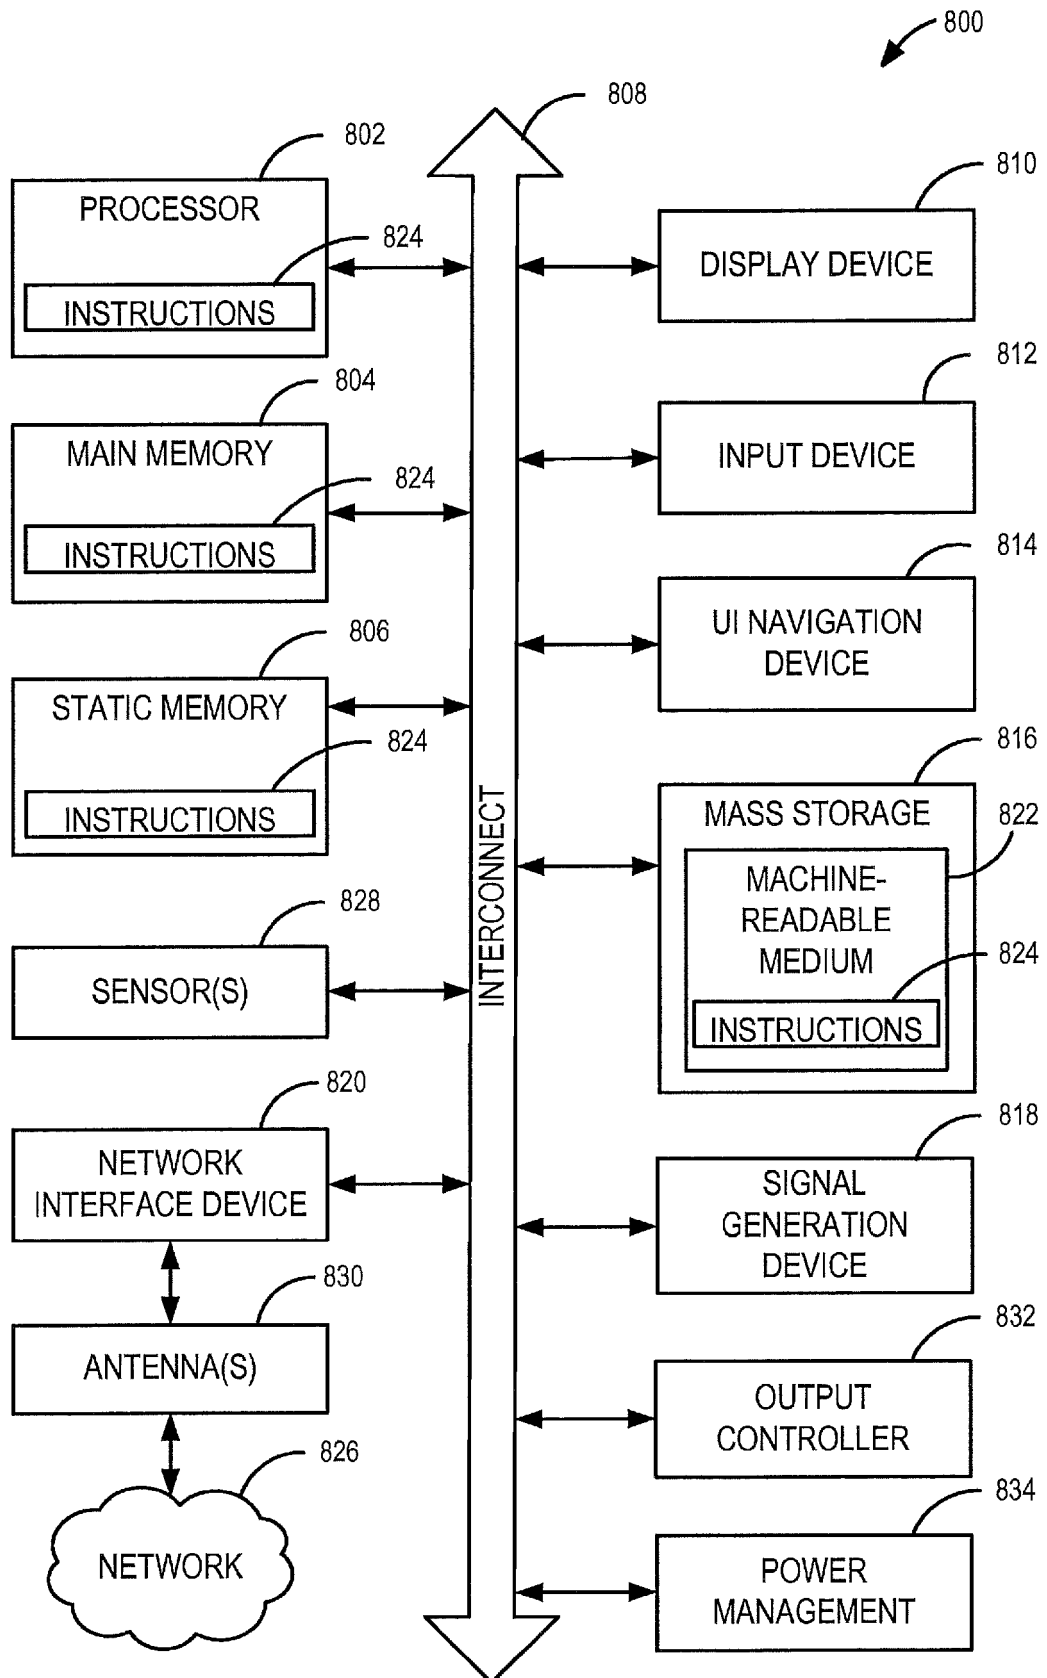 800
808
802
PROCESSOR
824
INSTRUCTIONS
804
MAIN MEMORY
824
INSTRUCTIONS
806
STATIC MEMORY
824
INSTRUCTIONS
828
SENSOR(S)
820
NETWORK
INTERFACE DEVICE
830
ANTENNA(S)
826
NETWORK
INTERCONNECT
810
DISPLAY DEVICE
812
INPUT DEVICE
814
UI NAVIGATION
DEVICE
816
MASS STORAGE
822
MACHINE-
READABLE
MEDIUM
824
INSTRUCTIONS
818
SIGNAL
GENERATION
DEVICE
832
OUTPUT
CONTROLLER
834
POWER
MANAGEMENT